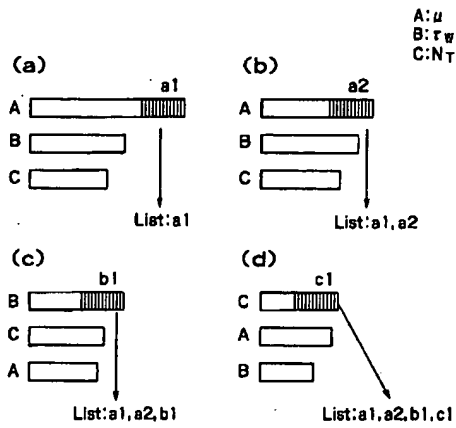 A:μ
B:τw
C:NT
(a)
a1
A
B
C
List:a1
(b)
a2
A
B
C
List:a1,a2
(c)
b1
B
C
A
List:a1,a2,b1
(d)
c1
C
A
B
List:a1,a2,b1,c1